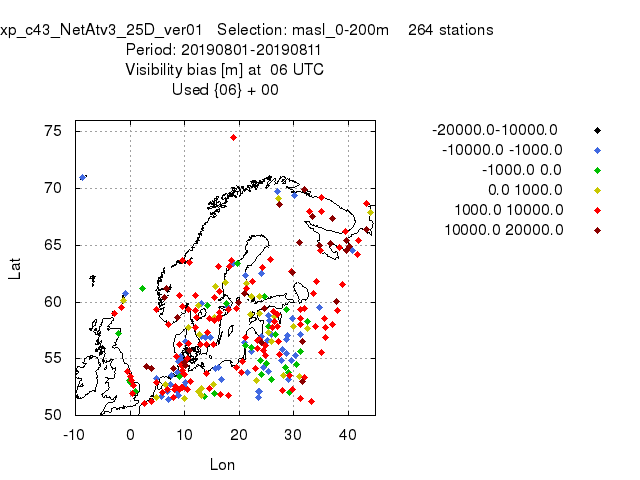 xp_c43_NetAtv3_25D_ver01 Selection: masl_0-200m 264 stations
Period: 20190801-20190811
Visibility bias [m] at 06 UTC
Used {06} + 00
-20000.0-10000.0
-10000.0 -1000.0
-1000.0 0.0
0.0 1000.0
1000.0 10000.0
10000.0 20000.0
75
70
65
60
55
50
Lat
-10 0 10 20 30 40
Lon